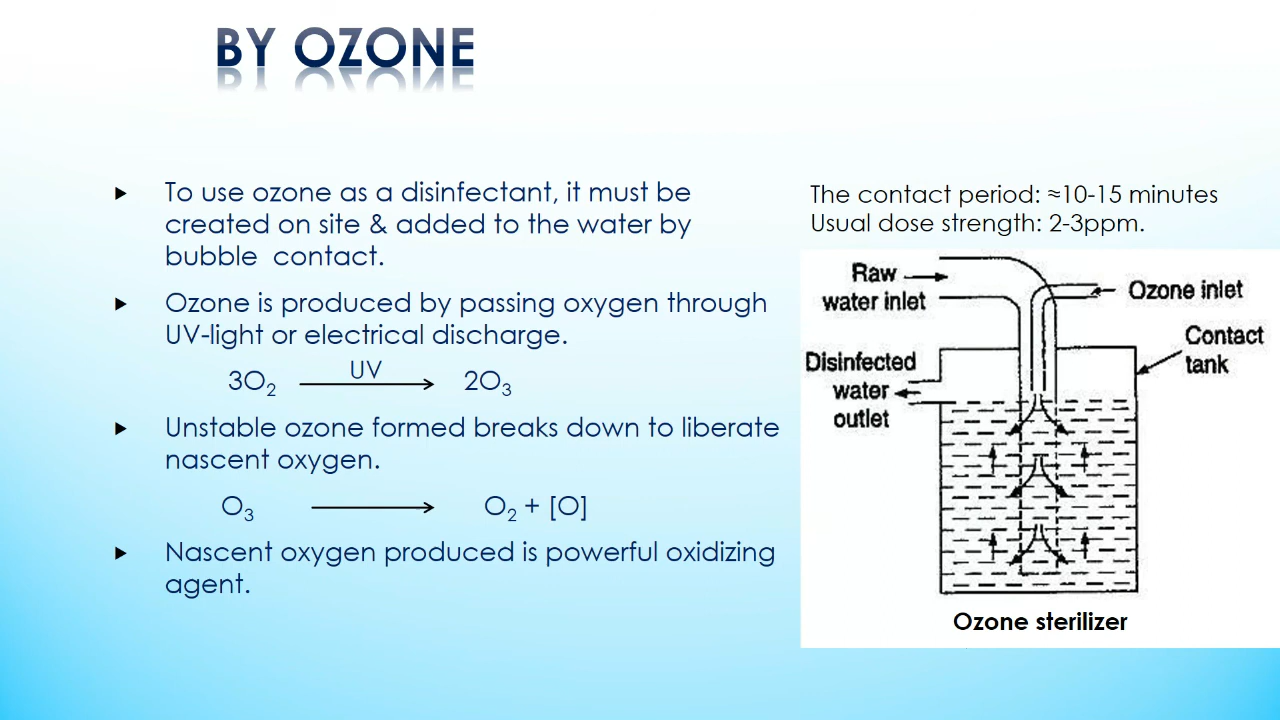 BY OZONE
▶ To use ozone as a disinfectant, it must be
created on site & added to the water by
bubble  contact.
▶ Ozone is produced by passing oxygen through
UV-light or electrical discharge.
UV
3O₂ ⟶ 2O₃
▶ Unstable ozone formed breaks down to liberate
nascent oxygen.
O₃ ⟶ O₂ + [O]
▶ Nascent oxygen produced is powerful oxidizing
agent.
The contact period: ≈10-15 minutes
Usual dose strength: 2-3ppm.
Raw
water inlet
Ozone inlet
Contact
tank
Disinfected
water
outlet
Ozone sterilizer